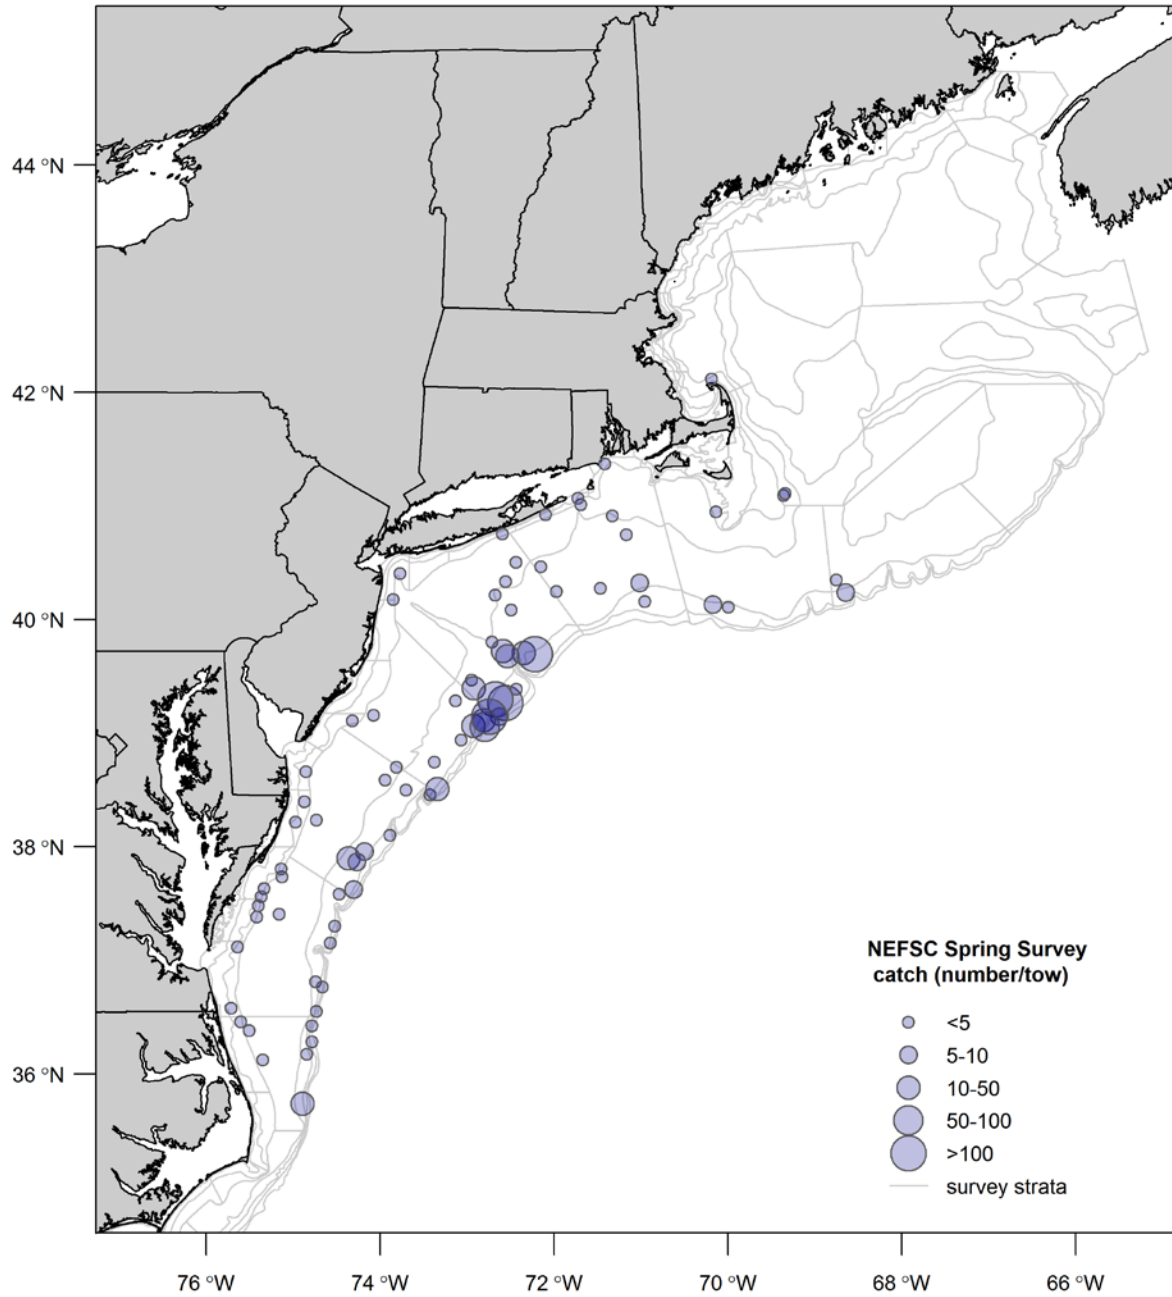 44 °N
42 °N
40 °N
38 °N
36 °N
NEFSC Spring Survey
catch (number/tow)
<5
5-10
10-50
50-100
>100
survey strata
76 °W
74 °W
72 °W
70 °W
68 °W
66 °W